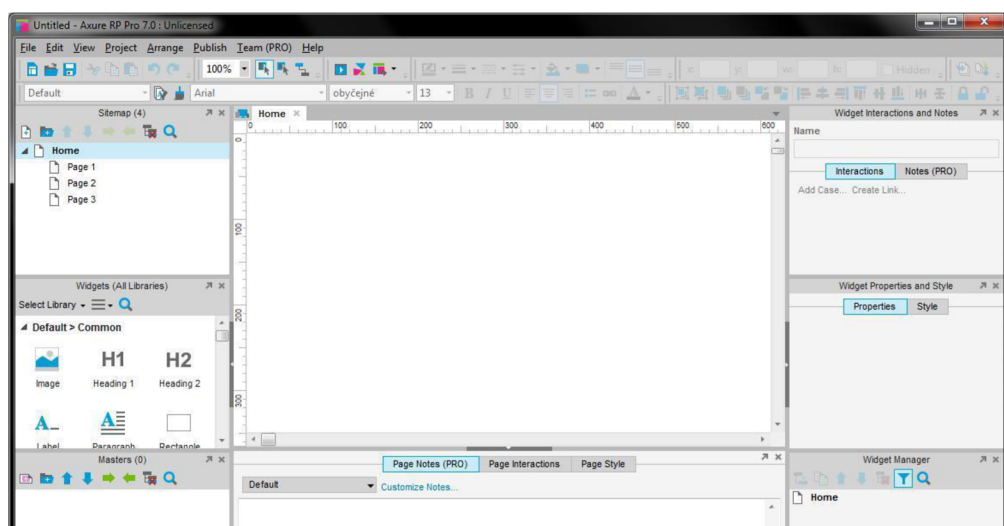 Untitled - Axure RP Pro 7.0 : Unlicensed
File Edit View Project Arrange Publish Team (PRO) Help
100% x: y: w: h: Hidden
Default Arial obyčejné 13 B I U A
Sitemap (4)
Home
Page 1
Page 2
Page 3
Widgets (All Libraries)
Select Library
Default > Common
Image
H1
Heading 1
H2
Heading 2
A_
Label
A
Paragraph
Rectangle
Masters (0)
Home
0 100 200 300 400 500 600
0
100
200
300
Page Notes (PRO) Page Interactions Page Style
Default Customize Notes...
Widget Interactions and Notes
Name
Interactions Notes (PRO)
Add Case... Create Link...
Widget Properties and Style
Properties Style
Widget Manager
Home